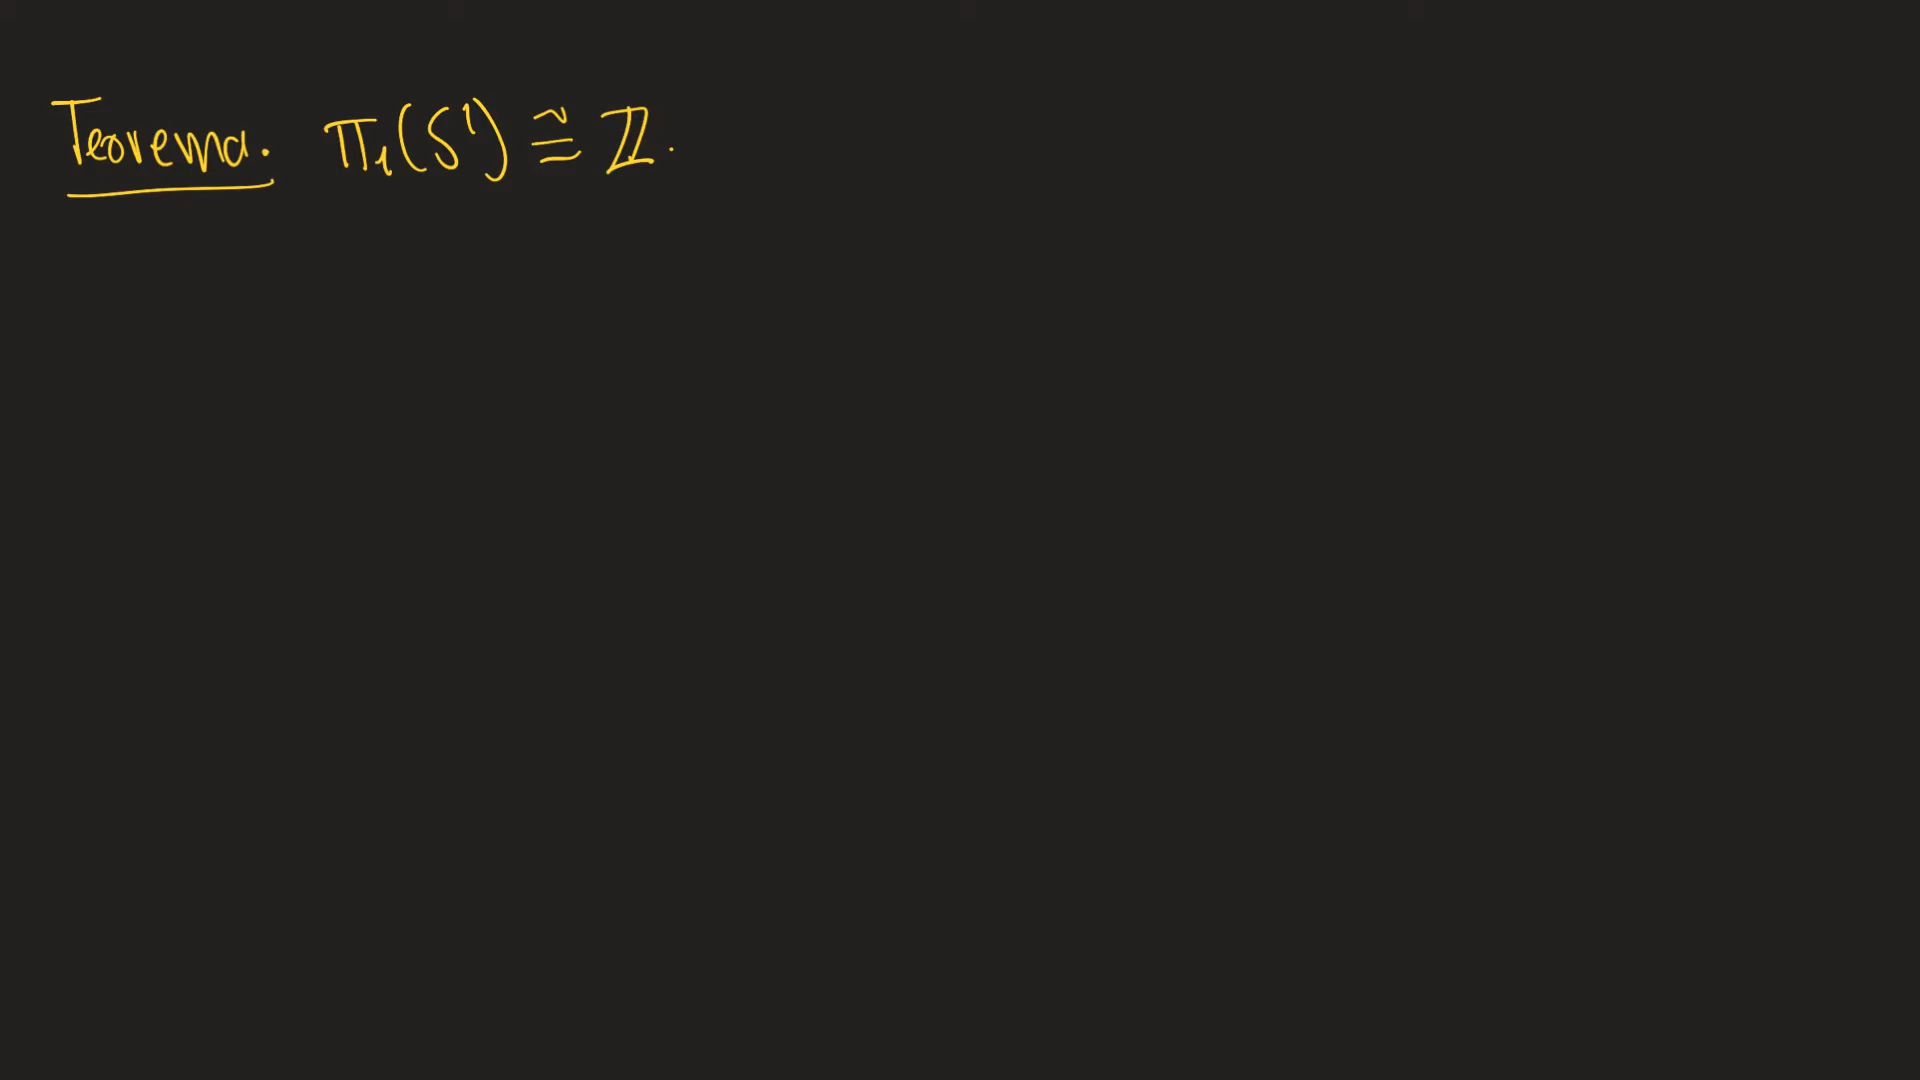 Teorema. π₁(S¹) ≅ ℤ.